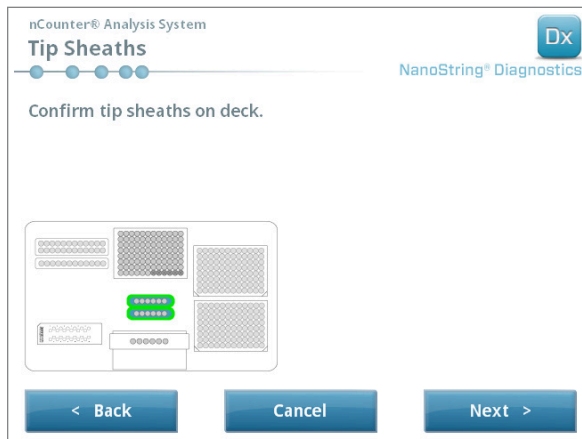 nCounter® Analysis System
Tip Sheaths
Dx
NanoString® Diagnostics
Confirm tip sheaths on deck.
< Back
Cancel
Next >